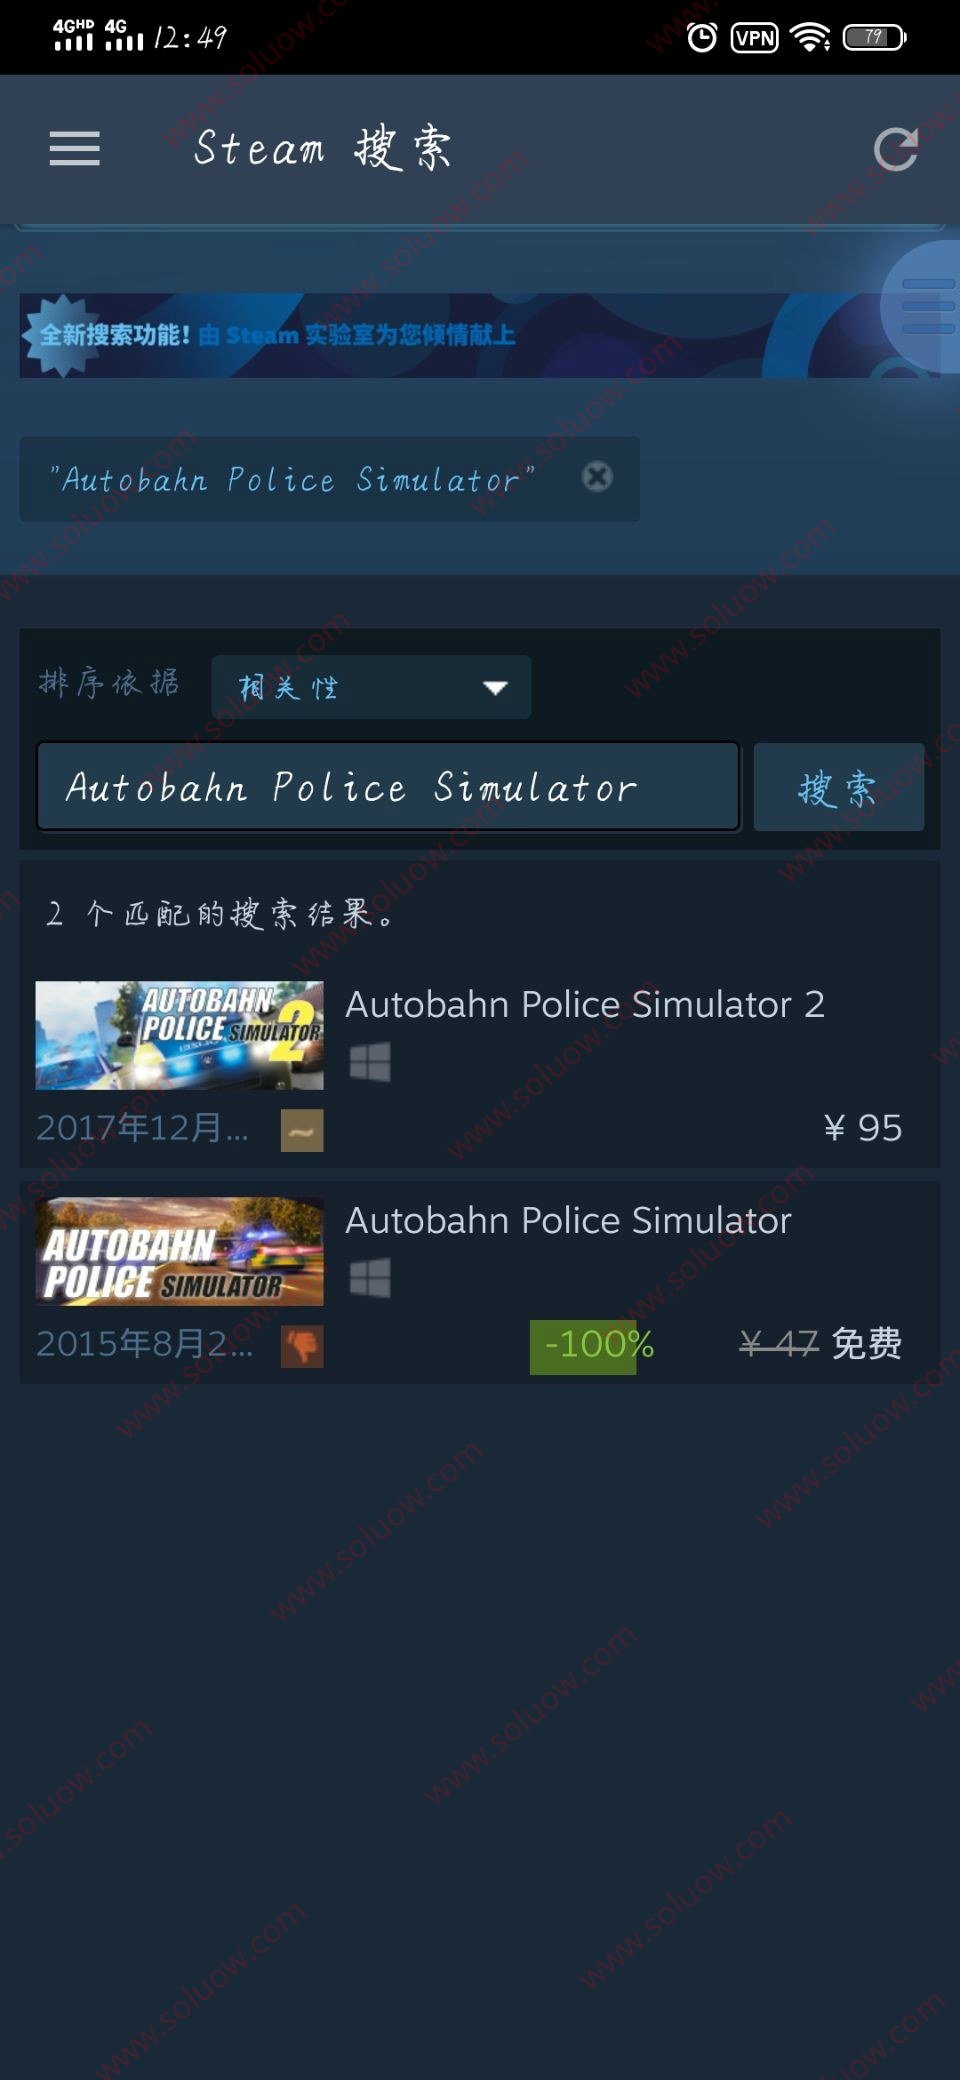 4GHD 4G 12:49 VPN 79
Steam 搜索
全新搜索功能! 由 Steam 实验室为您倾情献上
"Autobahn Police Simulator"
排序依据 相关性
Autobahn Police Simulator 搜索
2 个匹配的搜索结果。
AUTOBAHN POLICE SIMULATOR 2
Autobahn Police Simulator 2
2017年12月... ¥ 95
AUTOBAHN POLICE SIMULATOR
Autobahn Police Simulator
2015年8月2... -100% ¥ 47 免费
www.soluow.com